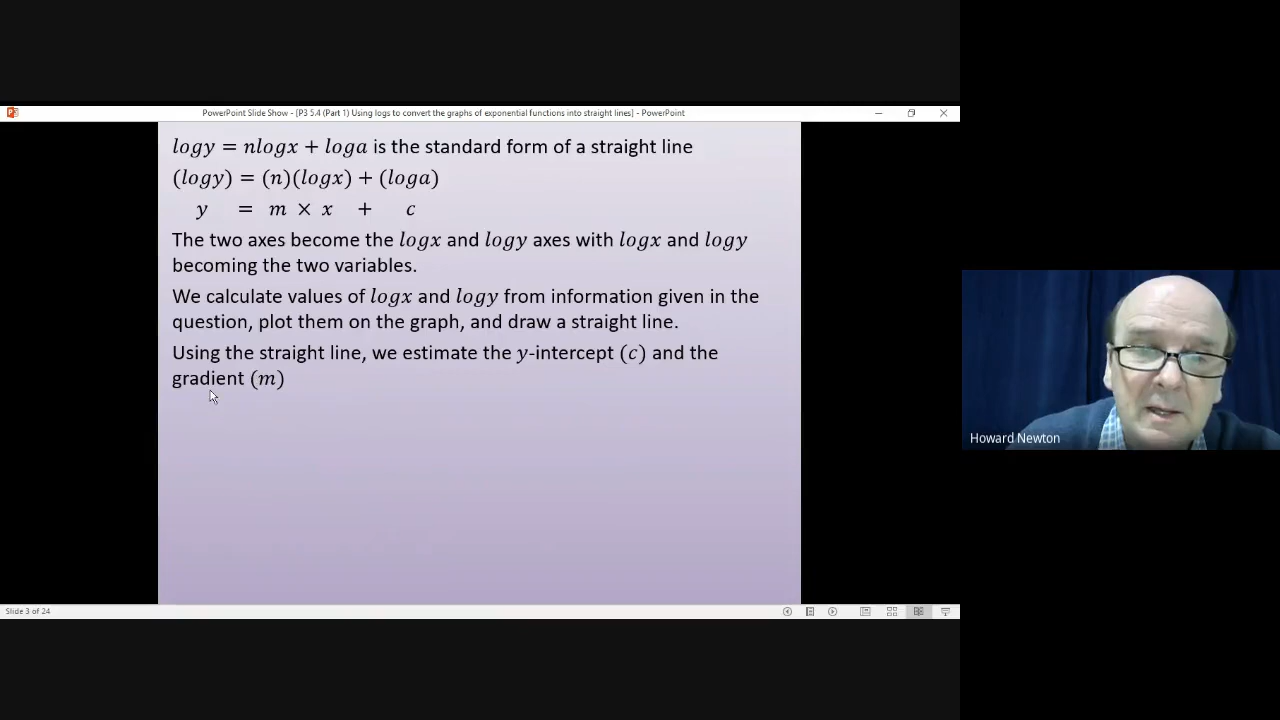 PowerPoint Slide Show - [P3 5.4 (Part 1) Using logs to convert the graphs of exponential functions into straight lines] - PowerPoint
logy = nlogx + loga is the standard form of a straight line
(logy) = (n)(logx) + (loga)
y = m × x + c
The two axes become the logx and logy axes with logx and logy
becoming the two variables.
We calculate values of logx and logy from information given in the
question, plot them on the graph, and draw a straight line.
Using the straight line, we estimate the y-intercept (c) and the
gradient (m)
Howard Newton
Slide 3 of 24